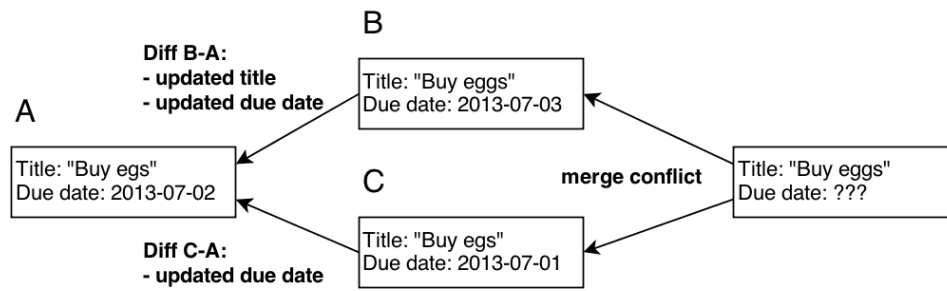 B
Diff B-A:
- updated title
- updated due date
Title: "Buy eggs"
Due date: 2013-07-03
A
Title: "Buy egs"
Due date: 2013-07-02
C
merge conflict
Title: "Buy eggs"
Due date: ???
Diff C-A:
- updated due date
Title: "Buy egs"
Due date: 2013-07-01